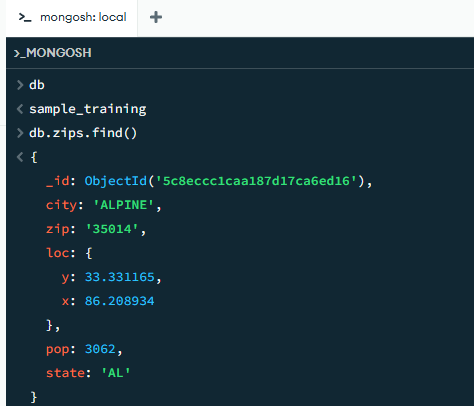 >_ mongosh: local +
>_MONGOSH
> db
< sample_training
> db.zips.find()
< {
_id: ObjectId('5c8eccc1caa187d17ca6ed16'),
city: 'ALPINE',
zip: '35014',
loc: {
y: 33.331165,
x: 86.208934
},
pop: 3062,
state: 'AL'
}